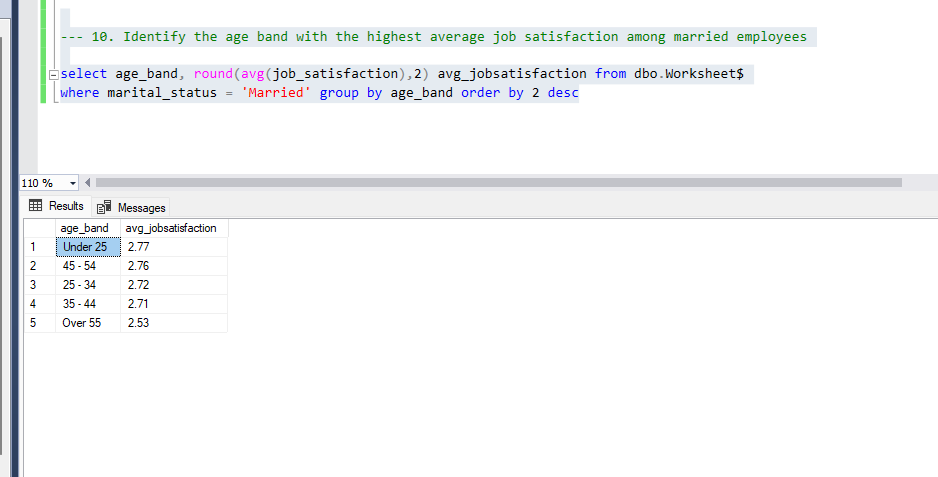 --- 10. Identify the age band with the highest average job satisfaction among married employees
select age_band, round(avg(job_satisfaction),2) avg_jobsatisfaction from dbo.Worksheet$
where marital_status = 'Married' group by age_band order by 2 desc
110 %
Results Messages
age_band avg_jobsatisfaction
1 Under 25 2.77
2 45 - 54 2.76
3 25 - 34 2.72
4 35 - 44 2.71
5 Over 55 2.53